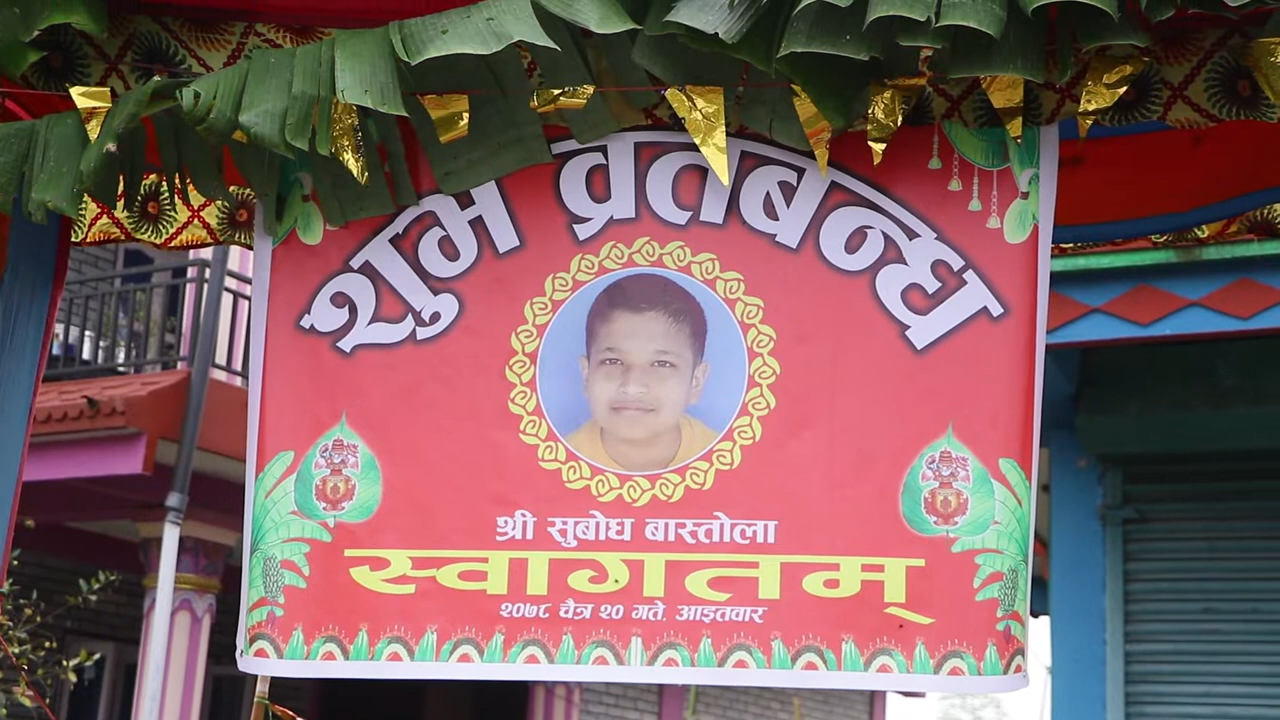 शुभ व्रतबन्ध
श्री सुबोध बास्तोला
स्वागतम्
२०७८ चैत्र २० गते, आइतवार